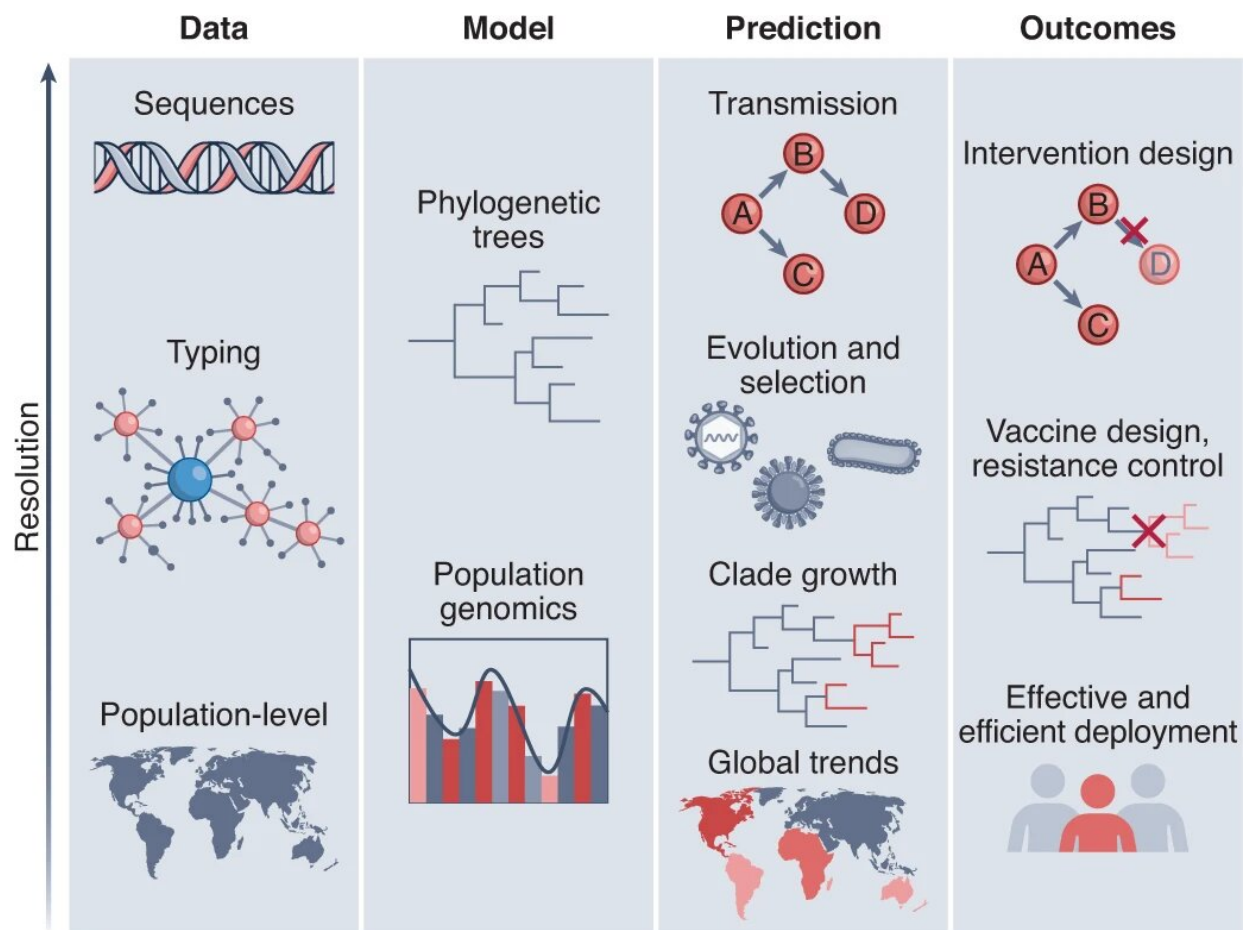 Data
Model
Prediction
Outcomes
Resolution
Sequences
Typing
Population-level
Phylogenetic
trees
Population
genomics
Transmission
B
A
D
C
Evolution and
selection
Clade growth
Global trends
Intervention design
B
A
D
C
Vaccine design,
resistance control
Effective and
efficient deployment